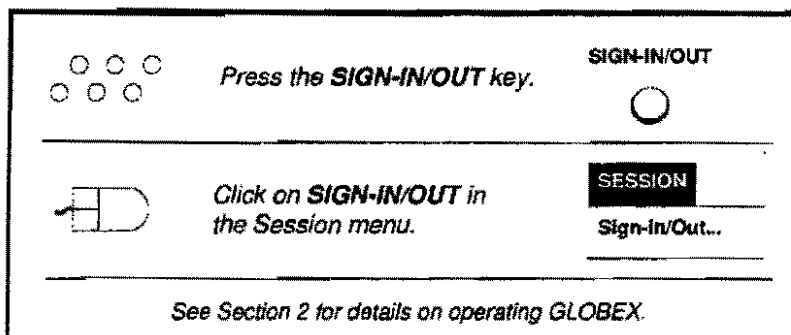 Press the SIGN-IN/OUT key.
SIGN-IN/OUT
Click on SIGN-IN/OUT in
the Session menu.
SESSION
Sign-in/Out...
See Section 2 for details on operating GLOBEX.